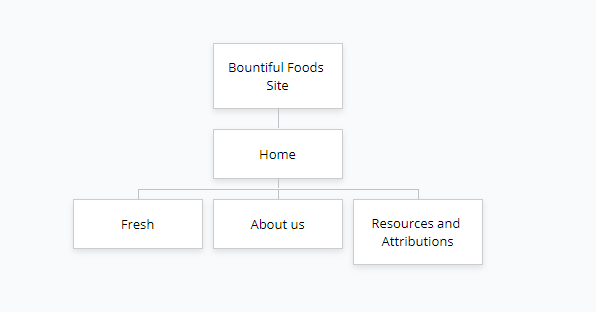 Bountiful Foods
Site
Home
Fresh
About us
Resources and
Attributions